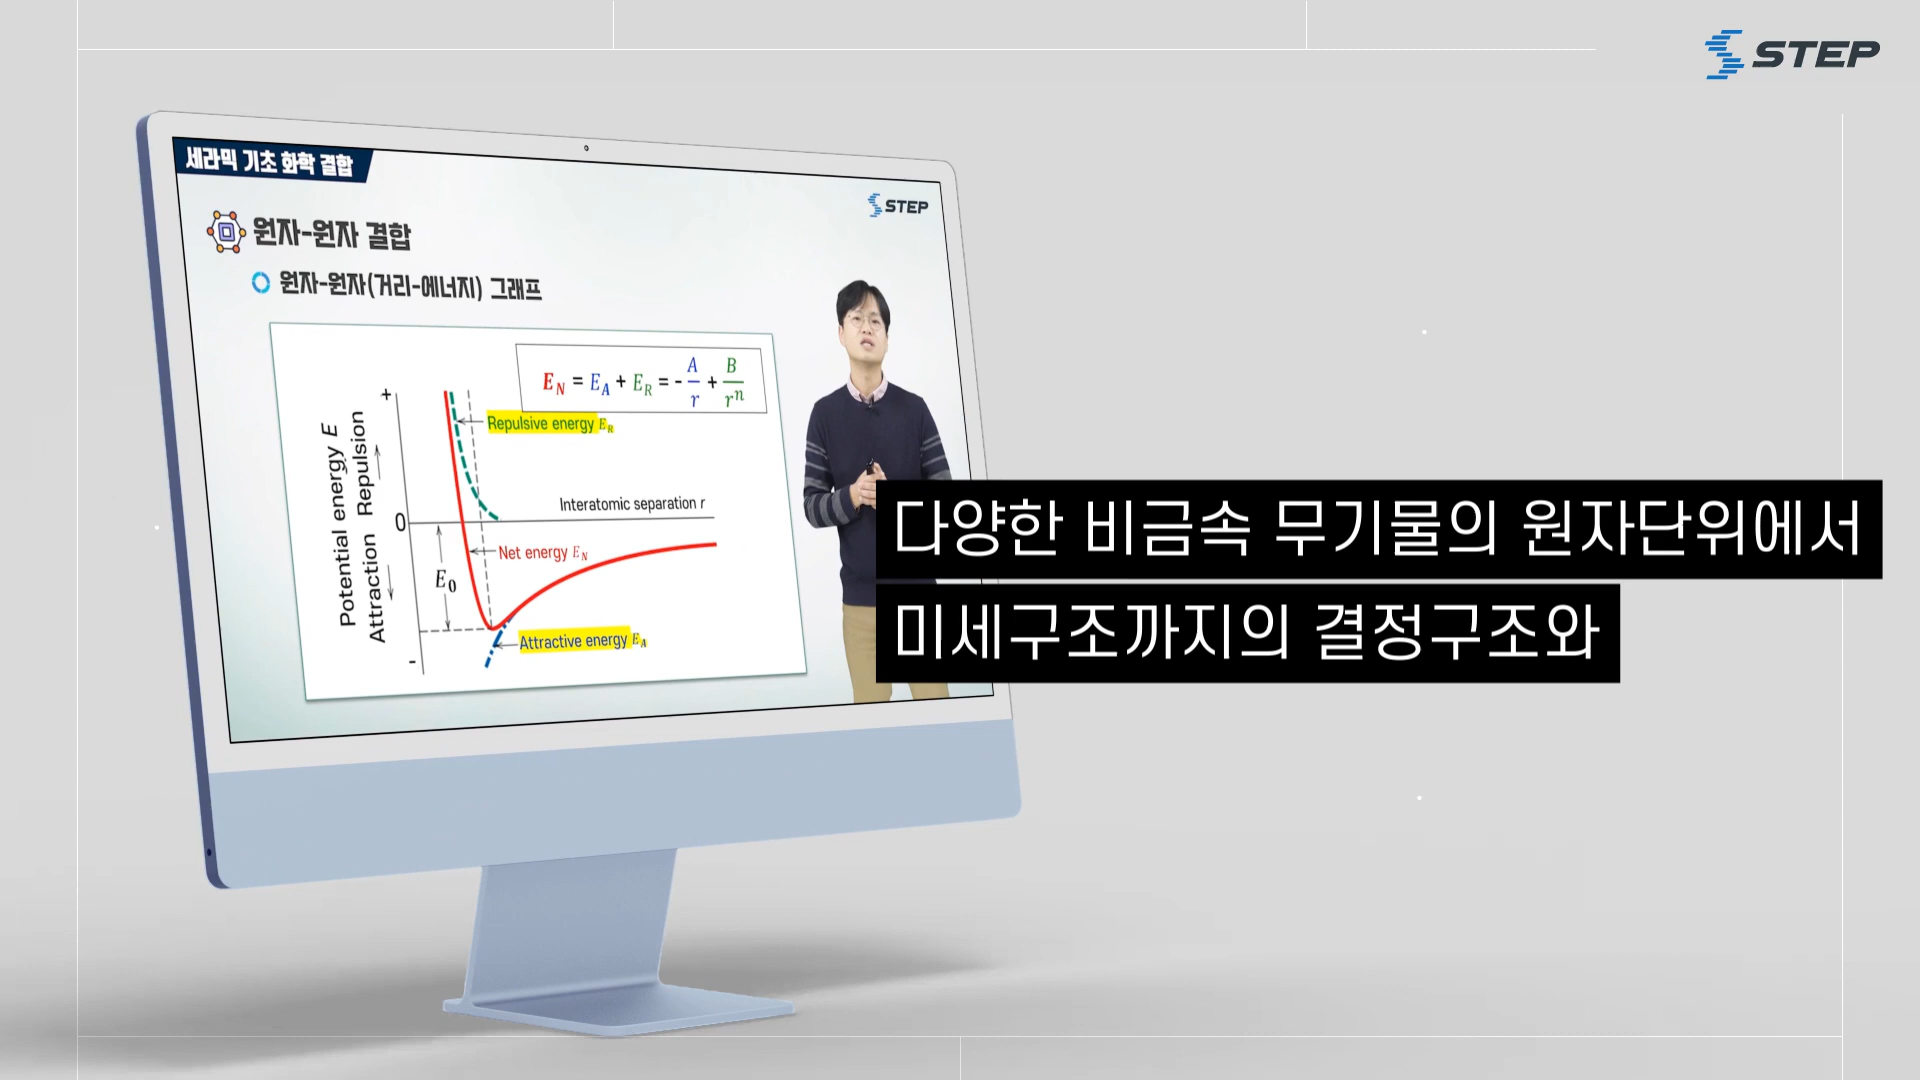 STEP
세라믹 기초 화학 결합
STEP
원자-원자 결합
원자-원자(거리-에너지) 그래프
E_N = E_A + E_R = - A/r + B/r^n
+
Repulsive energy E_R
Potential energy E
Attraction Repulsion
Interatomic separation r
0
Net energy E_N
E_0
Attractive energy E_A
-
다양한 비금속 무기물의 원자단위에서
미세구조까지의 결정구조와